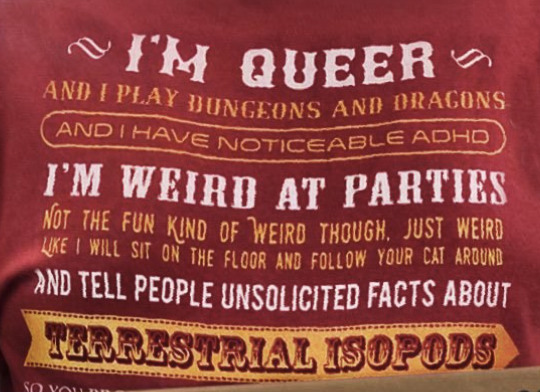 I'M QUEER
AND I PLAY DUNGEONS AND DRAGONS
AND I HAVE NOTICEABLE ADHD
I'M WEIRD AT PARTIES
NOT THE FUN KIND OF WEIRD THOUGH, JUST WEIRD
LIKE I WILL SIT ON THE FLOOR AND FOLLOW YOUR CAT AROUND
AND TELL PEOPLE UNSOLICITED FACTS ABOUT
TERRESTRIAL ISOPODS
SO YOU